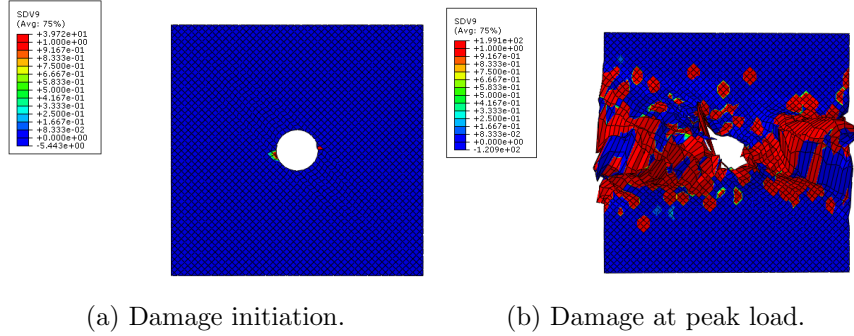 SDV9
(Avg: 75%)
+3.972e+01
+1.000e+00
+9.167e-01
+8.333e-01
+7.500e-01
+6.667e-01
+5.833e-01
+5.000e-01
+4.167e-01
+3.333e-01
+2.500e-01
+1.667e-01
+8.333e-02
+0.000e+00
-5.443e+00
SDV9
(Avg: 75%)
+1.991e+02
+1.000e+00
+9.167e-01
+8.333e-01
+7.500e-01
+6.667e-01
+5.833e-01
+5.000e-01
+4.167e-01
+3.333e-01
+2.500e-01
+1.667e-01
+8.333e-02
+0.000e+00
-1.209e+02
(a) Damage initiation.
(b) Damage at peak load.